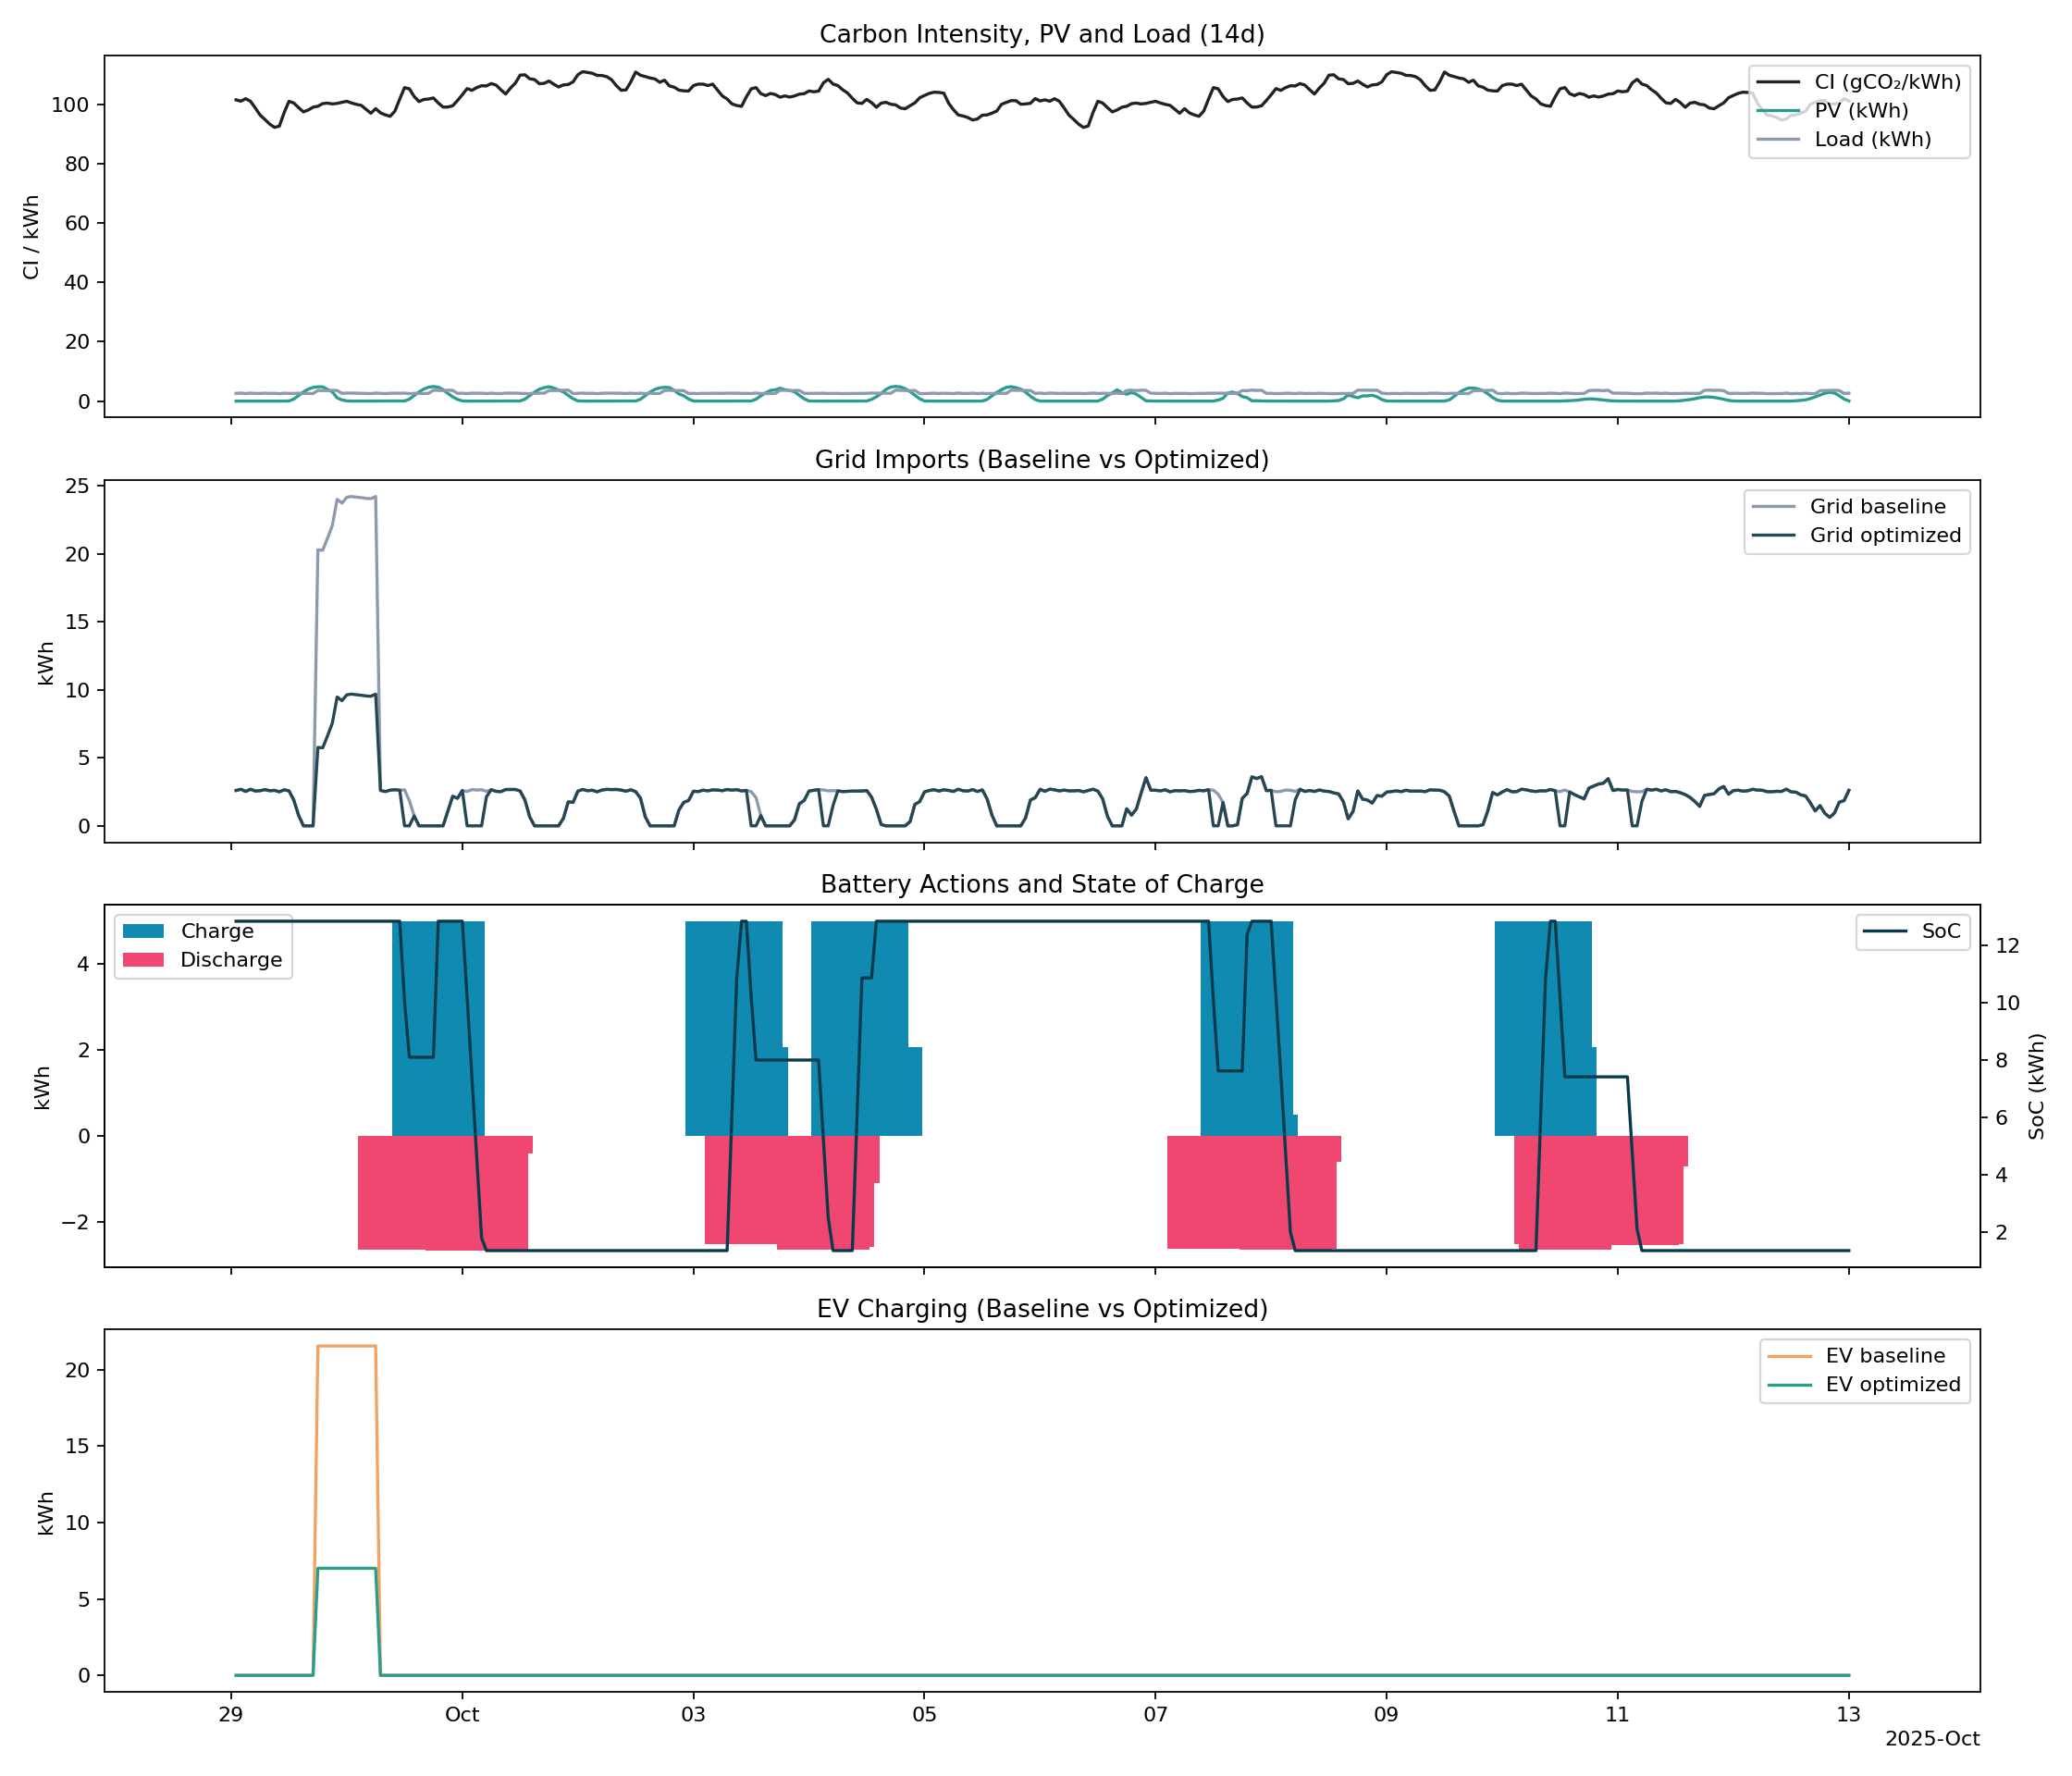 Carbon Intensity, PV and Load (14d)
CI / kWh
100
80
60
40
20
0
CI (gCO₂/kWh)
PV (kWh)
Load (kWh)
Grid Imports (Baseline vs Optimized)
kWh
25
20
15
10
5
0
Grid baseline
Grid optimized
Battery Actions and State of Charge
kWh
4
2
0
−2
Charge
Discharge
SoC
12
10
8
6
4
2
SoC (kWh)
EV Charging (Baseline vs Optimized)
kWh
20
15
10
5
0
EV baseline
EV optimized
29 Oct 03 05 07 09 11 13
2025-Oct